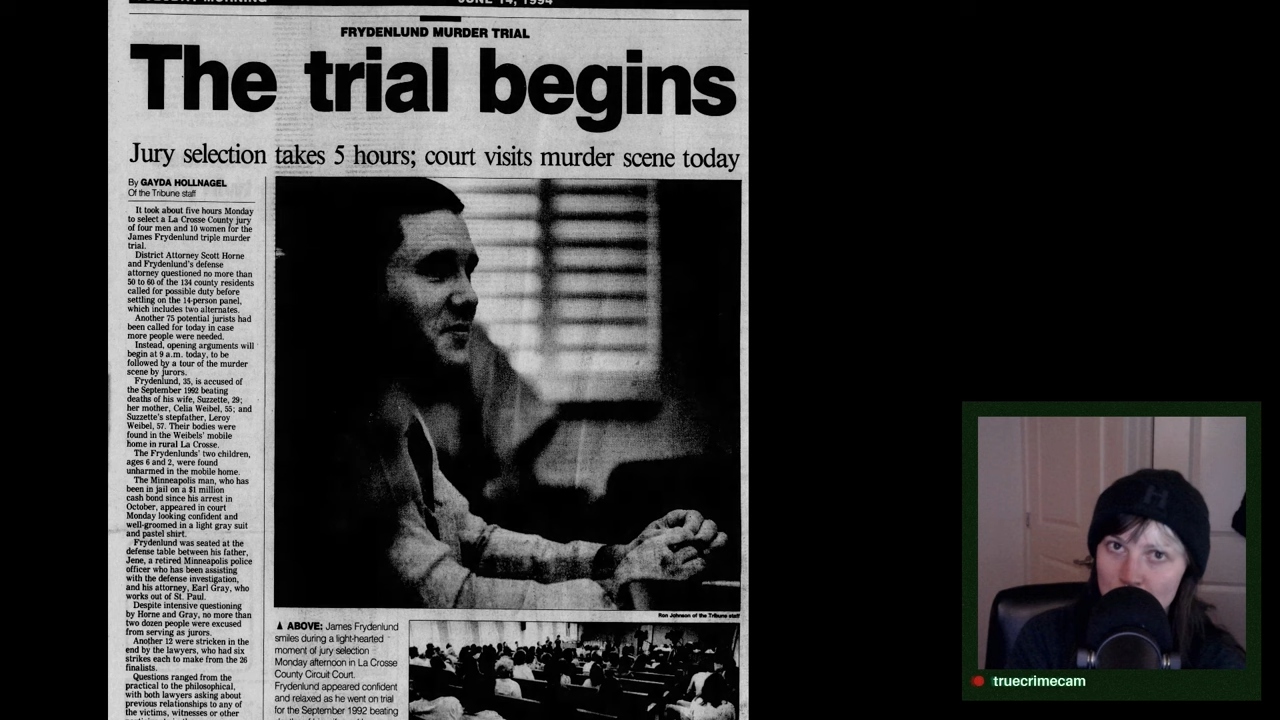 JUNE 14, 1994
FRYDENLUND MURDER TRIAL
The trial begins
Jury selection takes 5 hours; court visits murder scene today
By GAYDA HOLLNAGEL
Of the Tribune staff
It took about five hours Monday
to select a La Crosse County jury
of four men and 10 women for the
James Frydenlund triple murder
trial.
District Attorney Scott Horne
and Frydenlund's defense
attorney questioned no more than
50 to 60 of the 134 county residents
called for possible duty before
settling on the 14-person panel,
which includes two alternates.
Another 75 potential jurists had
been called for today in case
more people were needed.
Instead, opening arguments will
begin at 9 a.m. today, to be
followed by a tour of the murder
scene by jurors.
Frydenlund, 35, is accused of
the September 1992 beating
deaths of his wife, Suzzette, 29;
her mother, Celia Weibel, 55; and
Suzzette's stepfather, Leroy
Weibel, 57. Their bodies were
found in the Weibels' mobile
home in rural La Crosse.
The Frydenlunds' two children,
ages 6 and 2, were found
unharmed in the mobile home.
The Minneapolis man, who has
been in jail on a $1 million
cash bond since his arrest in
October, appeared in court
Monday looking confident and
well-groomed in a light gray suit
and pastel shirt.
Frydenlund was seated at the
defense table between his father,
Jene, a retired Minneapolis police
officer who has been assisting
with the defense investigation,
and his attorney, Earl Gray, who
works out of St. Paul.
Despite intensive questioning
by Horne and Gray, no more than
two dozen people were excused
from serving as jurors.
Another 12 were stricken in the
end by the lawyers, who had six
strikes each to make from the 26
finalists.
Questions ranged from the
practical to the philosophical,
with both lawyers asking about
previous relationships to any of
the victims, witnesses or other
Ron Johnson of the Tribune staff
▲ ABOVE: James Frydenlund
smiles during a light-hearted
moment of jury selection
Monday afternoon in La Crosse
County Circuit Court.
Frydenlund appeared confident
and relaxed as he went on trial
for the September 1992 beating
H
truecrimecam